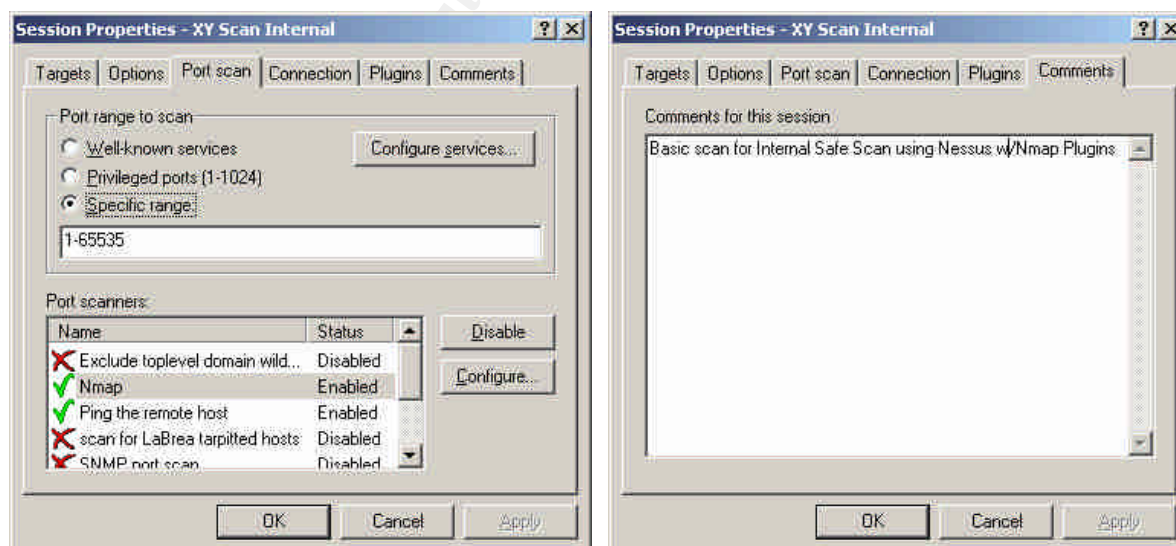 Session Properties - XY Scan Internal
Targets Options Port scan Connection Plugins Comments
Port range to scan
Well-known services
Configure services...
Privileged ports (1-1024)
Specific range:
1-65535
Port scanners:
Name Status
Exclude toplevel domain wild... Disabled
Nmap Enabled
Ping the remote host Enabled
scan for LaBrea tarpitted hosts Disabled
SNMP port scan Disabled
Disable
Configure...
OK Cancel Apply
Session Properties - XY Scan Internal
Targets Options Port scan Connection Plugins Comments
Comments for this session
Basic scan for Internal Safe Scan using Nessus w/Nmap Plugins
OK Cancel Apply